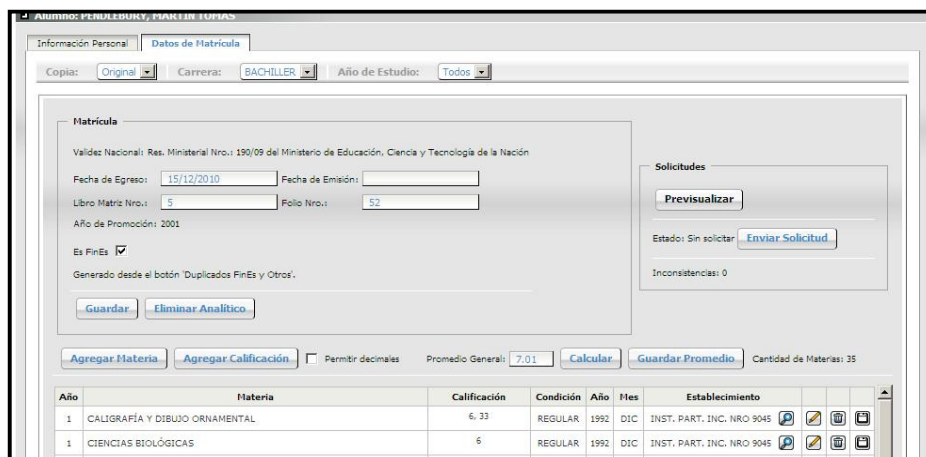 Alumno: PENDLEBURY, MARTIN TOMAS
Información Personal Datos de Matrícula
Copia: Original Carrera: BACHILLER Año de Estudio: Todos
Matrícula
Validez Nacional: Res. Ministerial Nro.: 190/09 del Ministerio de Educación, Ciencia y Tecnología de la Nación
Fecha de Egreso: 15/12/2010 Fecha de Emisión:
Libro Matriz Nro.: 5 Folio Nro.: 52
Año de Promoción: 2001
Es FinEs
Generado desde el botón 'Duplicados FinEs y Otros'.
Guardar Eliminar Analítico
Solicitudes
Previsualizar
Estado: Sin solicitar Enviar Solicitud
Inconsistencias: 0
Agregar Materia Agregar Calificación Permitir decimales Promedio General: 7.01 Calcular Guardar Promedio Cantidad de Materias: 35
Año Materia Calificación Condición Año Mes Establecimiento
1 CALIGRAFÍA Y DIBUJO ORNAMENTAL 6, 33 REGULAR 1992 DIC INST. PART. INC. NRO 9045
1 CIENCIAS BIOLÓGICAS 6 REGULAR 1992 DIC INST. PART. INC. NRO 9045